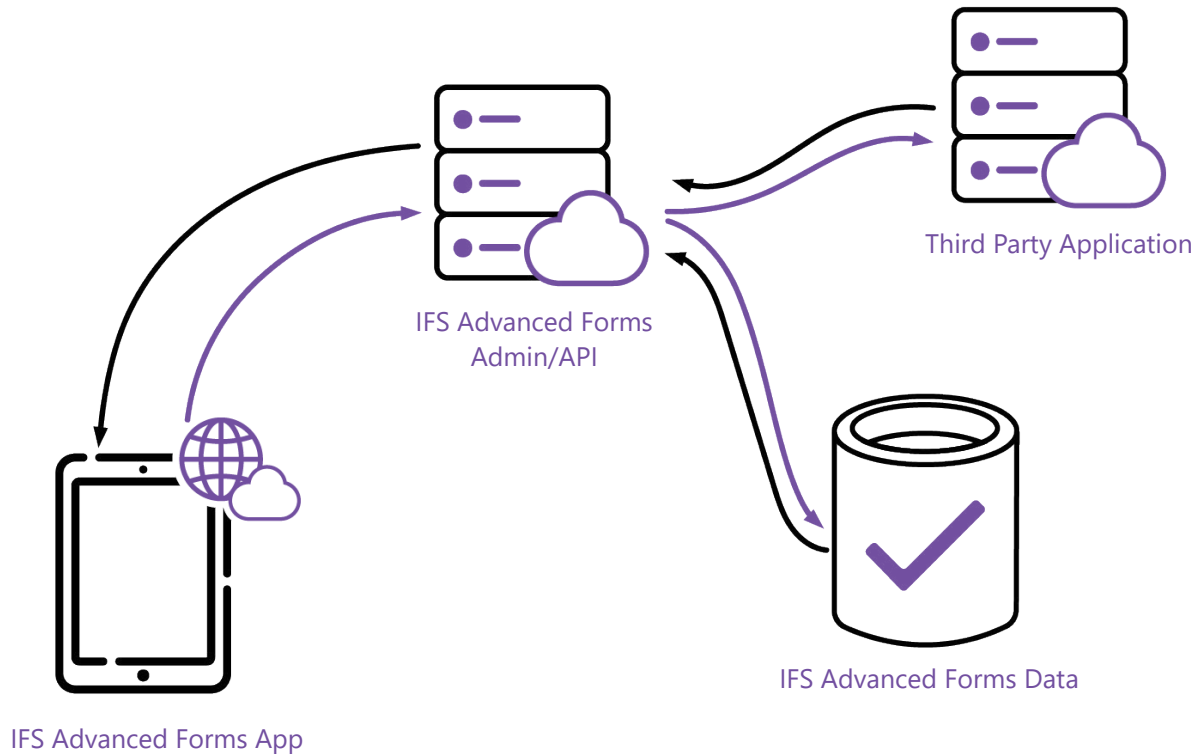 Third Party Application
IFS Advanced Forms
Admin/API
IFS Advanced Forms Data
IFS Advanced Forms App